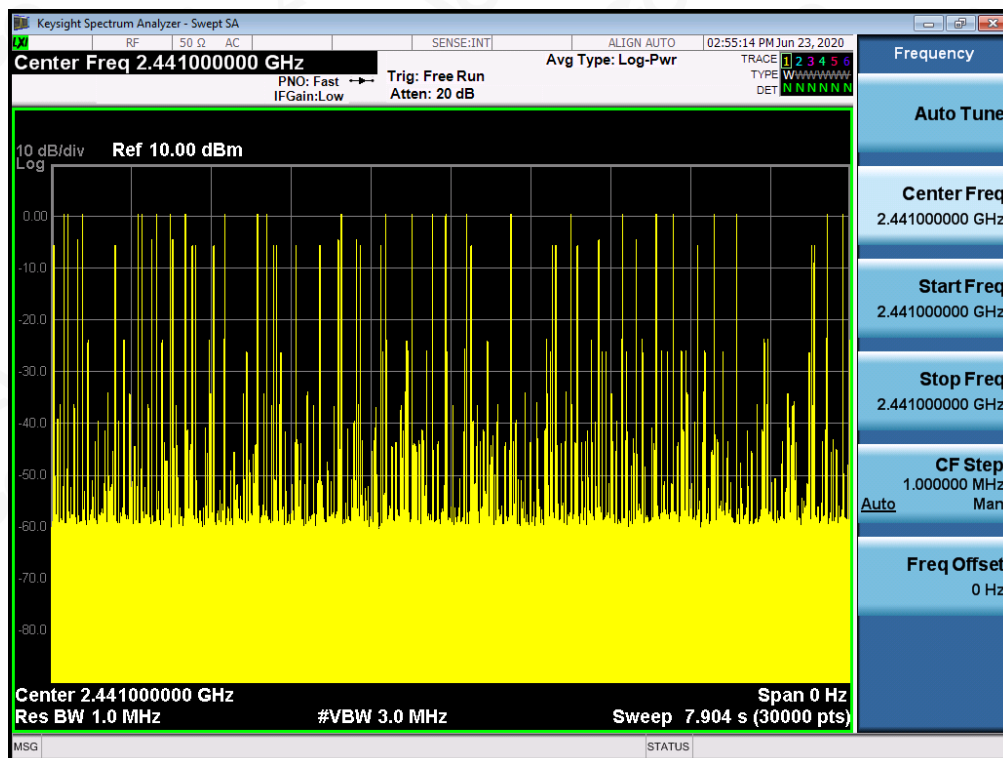 Keysight Spectrum Analyzer - Swept SA
LXI RF 50 Ω AC SENSE:INT ALIGN AUTO 02:55:14 PM Jun 23, 2020
Center Freq 2.441000000 GHz
PNO: Fast
IFGain:Low
Trig: Free Run
Atten: 20 dB
Avg Type: Log-Pwr
TRACE 1 2 3 4 5 6
TYPE WWWWWW
DET N N N N N N
10 dB/div Ref 10.00 dBm
Log
0.00
-10.0
-20.0
-30.0
-40.0
-50.0
-60.0
-70.0
-80.0
Center 2.441000000 GHz Span 0 Hz
Res BW 1.0 MHz #VBW 3.0 MHz Sweep 7.904 s (30000 pts)
MSG STATUS
Frequency
Auto Tune
Center Freq
2.441000000 GHz
Start Freq
2.441000000 GHz
Stop Freq
2.441000000 GHz
CF Step
1.000000 MHz
Auto Man
Freq Offset
0 Hz